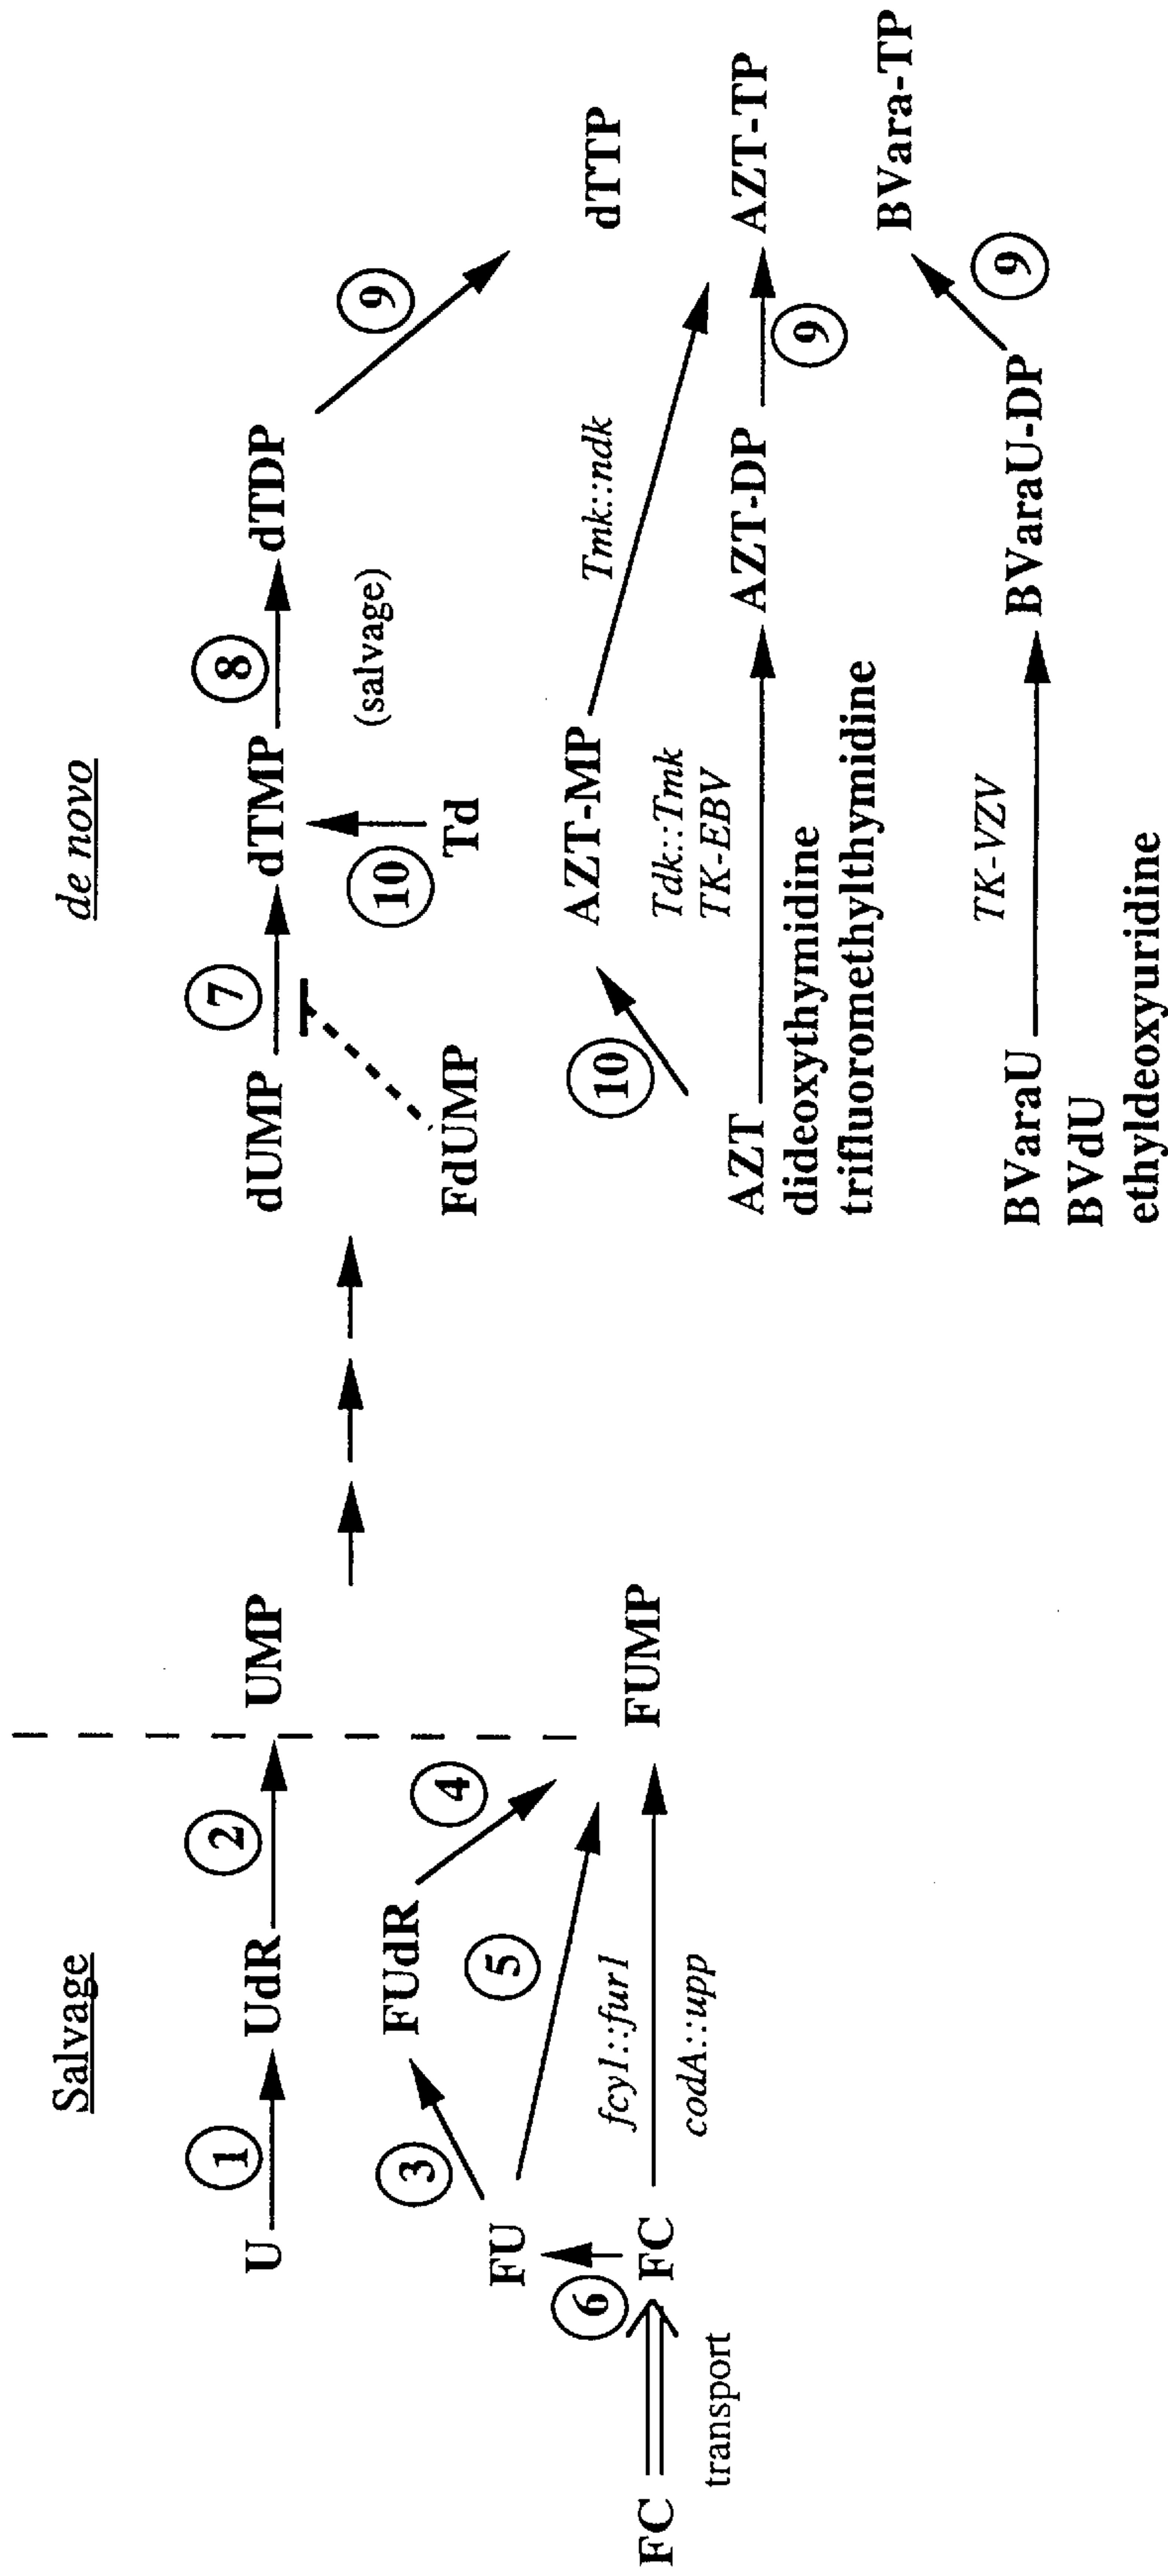 Salvage
de novo
1
2
7
8
U
UdR
UMP
dUMP
dTMP
dTDP
9
3
FUdR
4
10
(salvage)
FU
5
FdUMP
Td
dTTP
6
fcy1::fur1
10
AZT-MP
Tmk::ndk
FC
FC
FUMP
Tdk::Tmk
TK-EBV
transport
codA::upp
AZT
AZT-DP
AZT-TP
dideoxythymidine
9
trifluoromethylthymidine
BVara-TP
TK-VZV
9
BVaraU
BVaraU-DP
BVdU
ethyldeoxyuridine